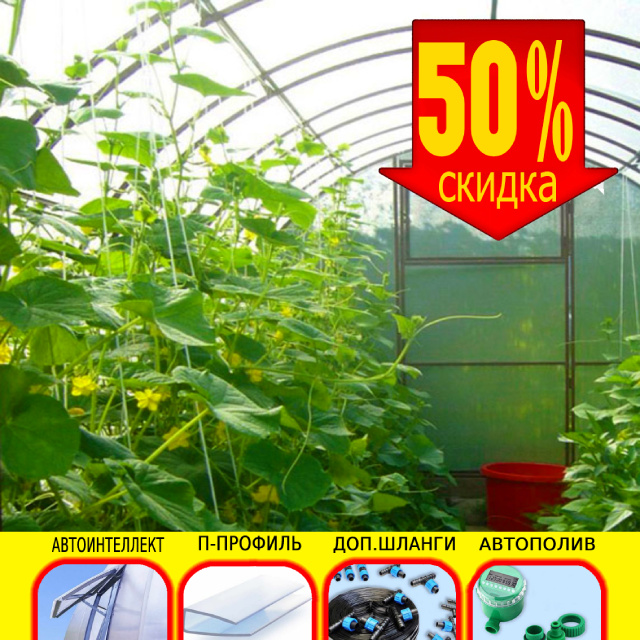 50%
скидка
АВТОИНТЕЛЛЕКТ
П-ПРОФИЛЬ
ДОП.ШЛАНГИ
АВТОПОЛИВ